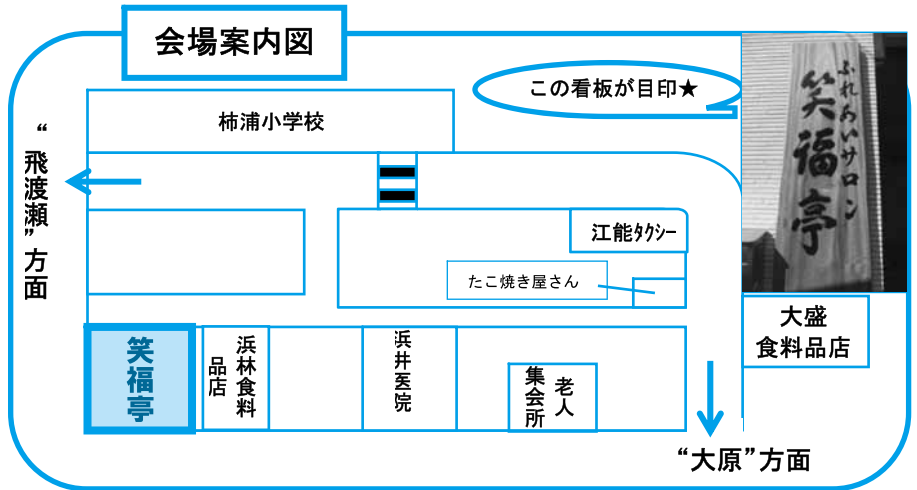 会場案内図
この看板が目印★
柿浦小学校
“飛渡瀬”方面
ふれあいサロン
笑福亭
江能タクシー
たこ焼き屋さん
大盛
食料品店
笑福亭
浜林食料
品店
浜井医院
老人
集会所
“大原”方面